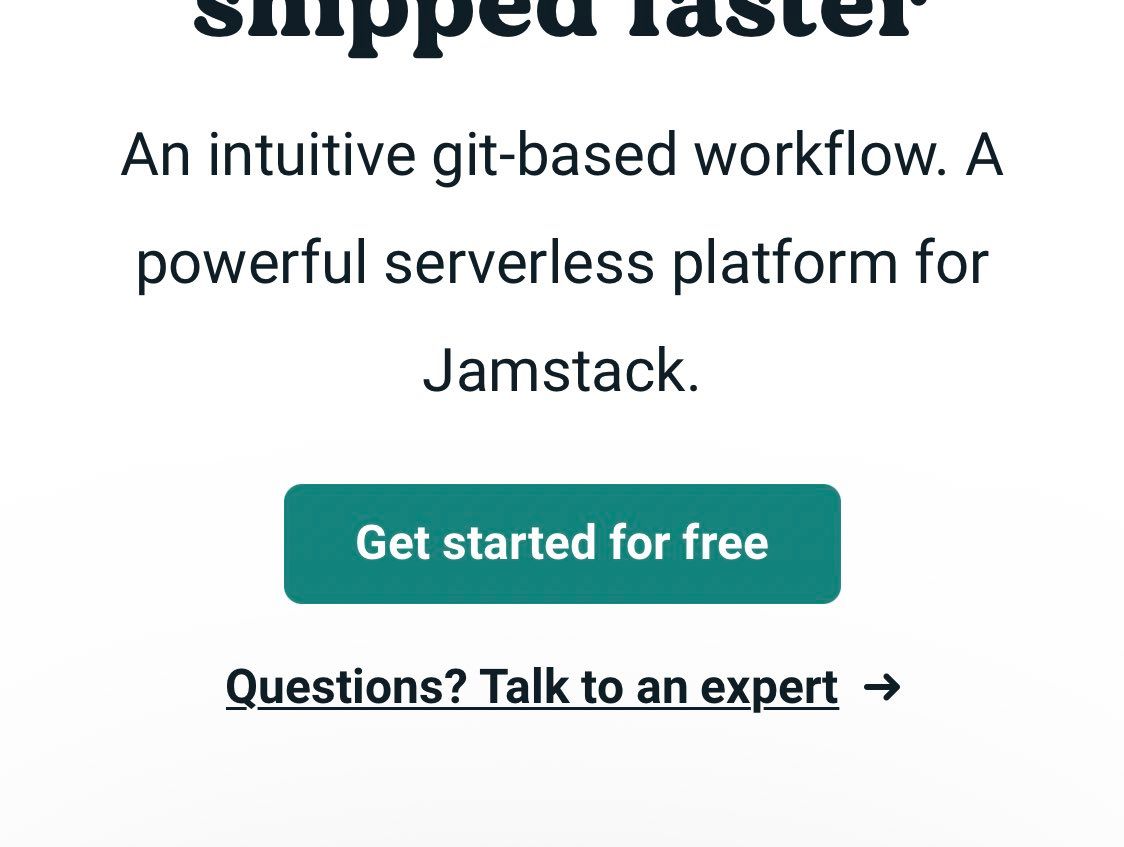 shipped faster
An intuitive git-based workflow. A
powerful serverless platform for
Jamstack.
Get started for free
Questions? Talk to an expert →